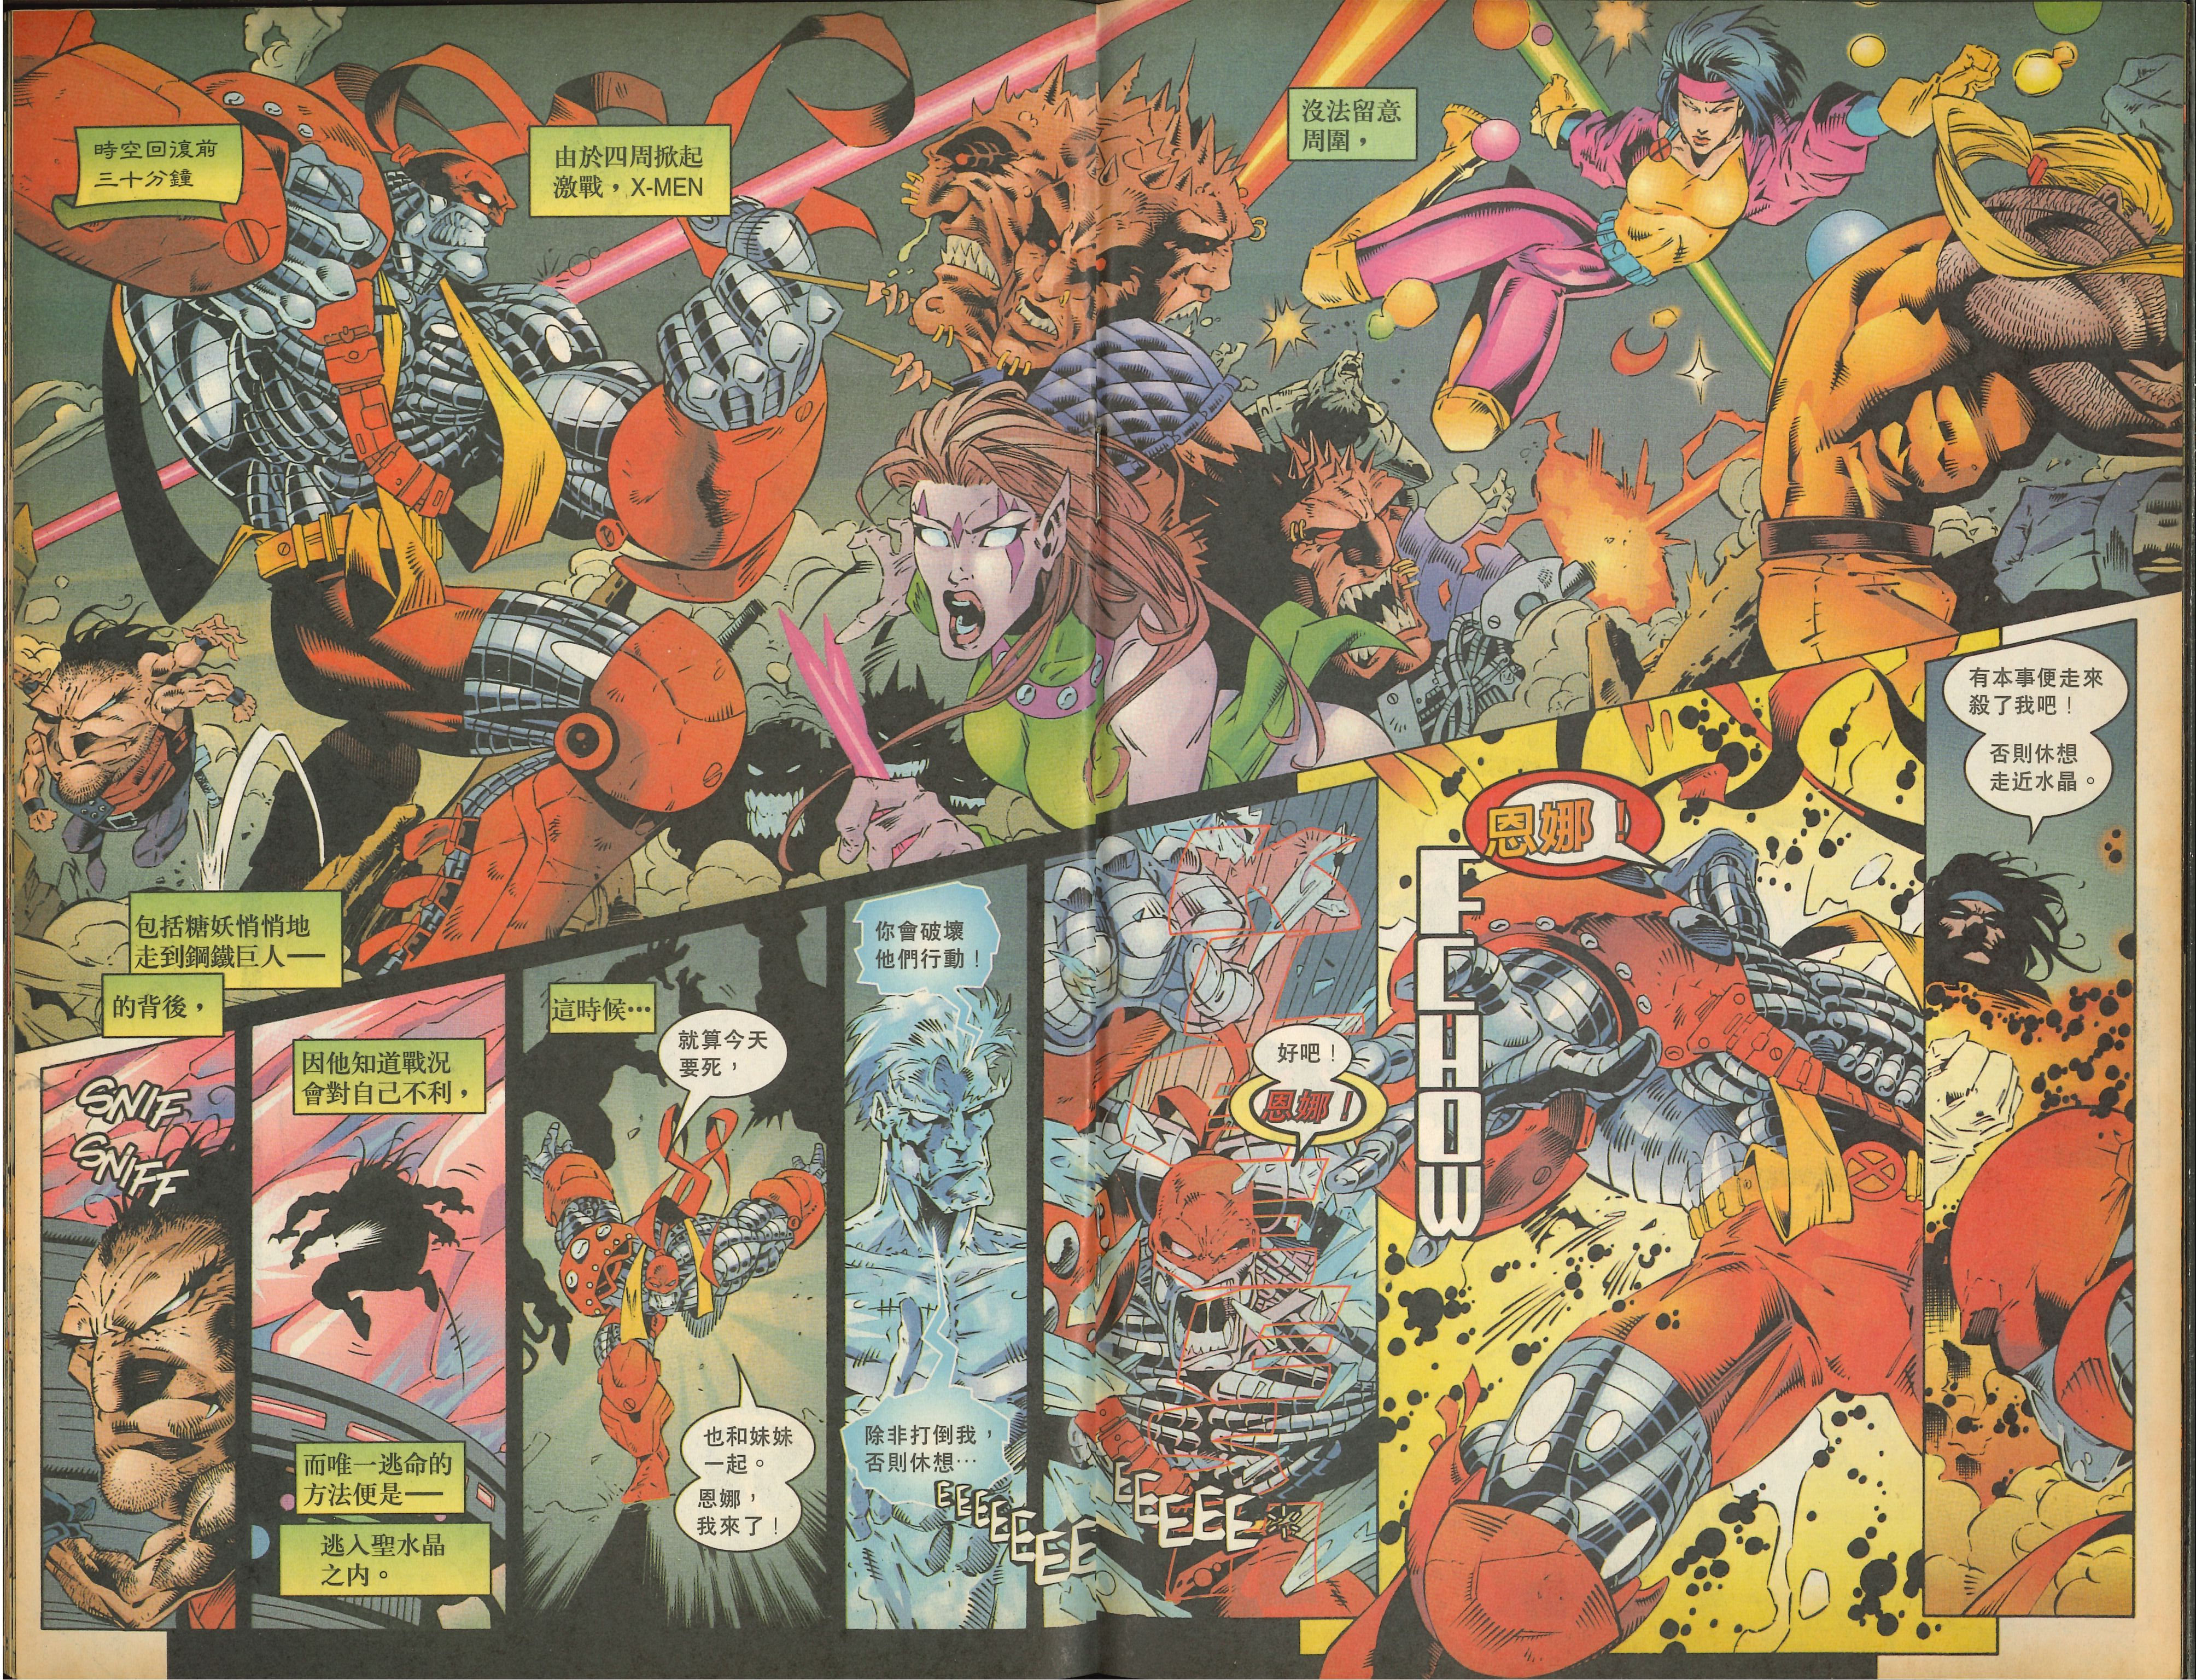 時空回復前
三十分鐘
由於四周掀起
激戰，X-MEN
沒法留意
周圍，
包括糖妖悄悄地
走到鋼鐵巨人——
的背後，
SNIF
SNIFF
因他知道戰況
會對自己不利，
而唯一逃命的
方法便是——
逃入聖水晶
之內。
這時候…
就算今天
要死，
也和妹妹
一起。
恩娜，
我來了！
你會破壞
他們行動！
除非打倒我，
否則休想…
EEEEEEEE
好吧！
恩娜！
EEEEEE
恩娜！
FCHOW
有本事便走來
殺了我吧！
否則休想
走近水晶。